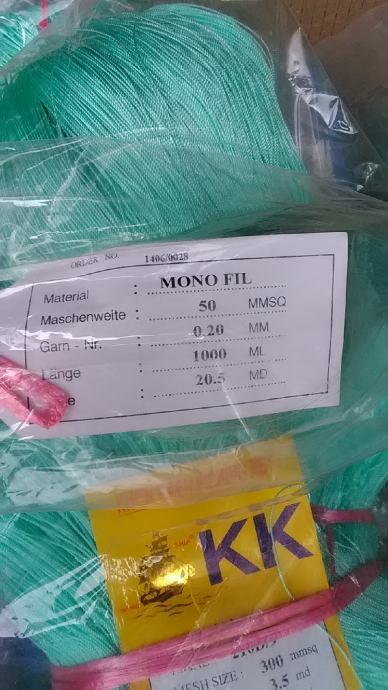 ORDER NO. 1406/0028
Material : MONO FIL
Maschenweite : 50 MMSQ
Garn - Nr. : 0.20 MM
Länge : 1000 ML
: 20.5 MD
KK
300 mmsq
MESH SIZE : 3.5 md